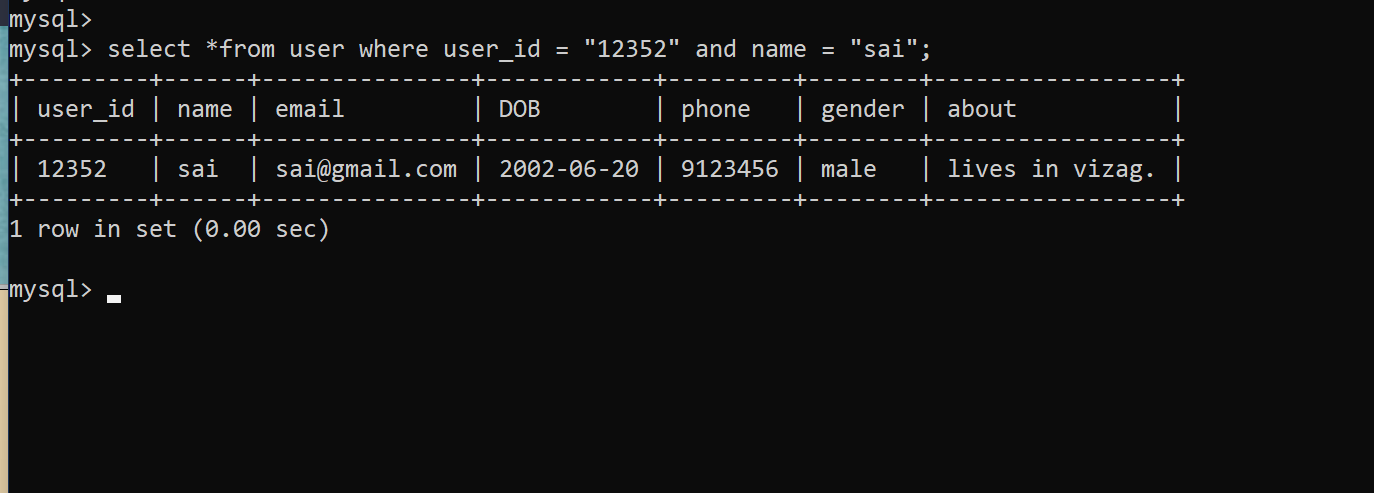 mysql>
mysql> select *from user where user_id = "12352" and name = "sai";
+---------+------+---------------+------------+---------+--------+-----------------+
| user_id | name | email         | DOB        | phone   | gender | about           |
+---------+------+---------------+------------+---------+--------+-----------------+
| 12352   | sai  | sai@gmail.com | 2002-06-20 | 9123456 | male   | lives in vizag. |
+---------+------+---------------+------------+---------+--------+-----------------+
1 row in set (0.00 sec)
mysql>